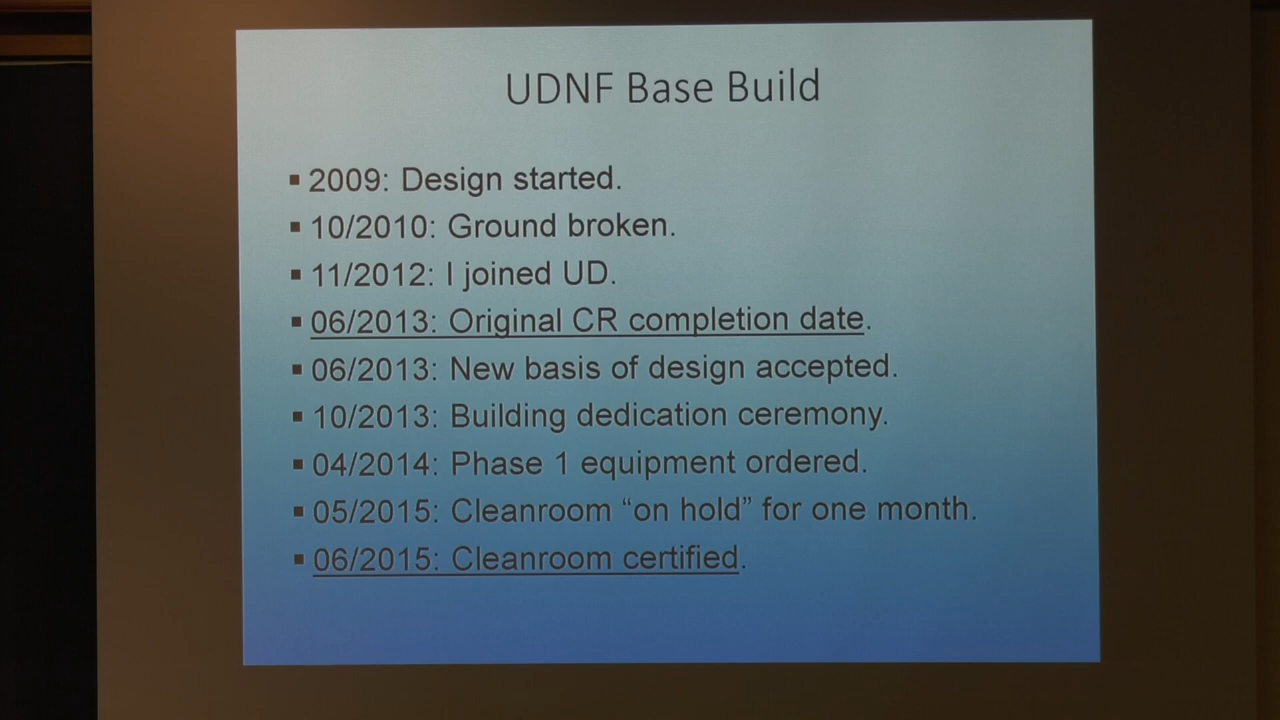 UDNF Base Build
▪ 2009: Design started.
▪ 10/2010: Ground broken.
▪ 11/2012: I joined UD.
▪ 06/2013: Original CR completion date.
▪ 06/2013: New basis of design accepted.
▪ 10/2013: Building dedication ceremony.
▪ 04/2014: Phase 1 equipment ordered.
▪ 05/2015: Cleanroom “on hold” for one month.
▪ 06/2015: Cleanroom certified.